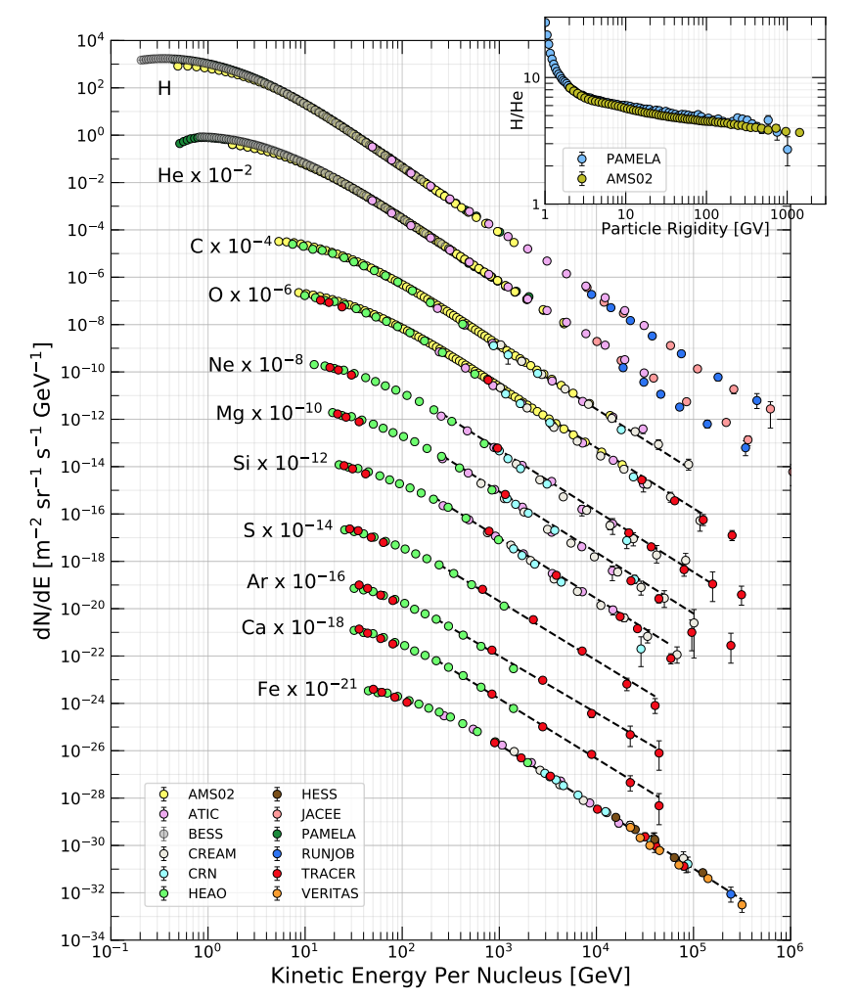 10^4
10^2
10^0
10^−2
10^−4
10^−6
10^−8
10^−10
10^−12
10^−14
10^−16
10^−18
10^−20
10^−22
10^−24
10^−26
10^−28
10^−30
10^−32
10^−34
dN/dE [m^−2 sr^−1 s^−1 GeV^−1]
H
He x 10^−2
C x 10^−4
O x 10^−6
Ne x 10^−8
Mg x 10^−10
Si x 10^−12
S x 10^−14
Ar x 10^−16
Ca x 10^−18
Fe x 10^−21
H/He
10
1
PAMELA
AMS02
1 10 100 1000
Particle Rigidity [GV]
AMS02 HESS
ATIC JACEE
BESS PAMELA
CREAM RUNJOB
CRN TRACER
HEAO VERITAS
10^−1 10^0 10^1 10^2 10^3 10^4 10^5 10^6
Kinetic Energy Per Nucleus [GeV]